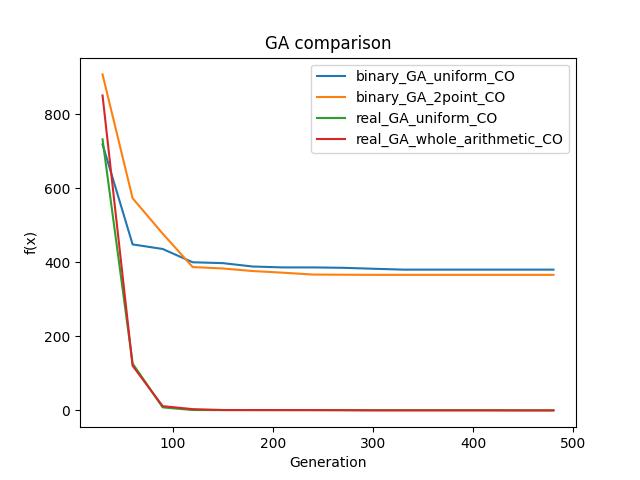 GA comparison
binary_GA_uniform_CO
binary_GA_2point_CO
real_GA_uniform_CO
real_GA_whole_arithmetic_CO
f(x)
800
600
400
200
0
100 200 300 400 500
Generation